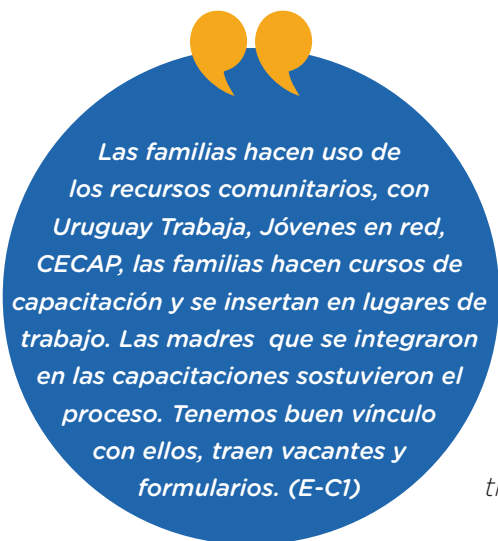 Las familias hacen uso de
los recursos comunitarios, con
Uruguay Trabaja, Jóvenes en red,
CECAP, las familias hacen cursos de
capacitación y se insertan en lugares de
trabajo. Las madres que se integraron
en las capacitaciones sostuvieron el
proceso. Tenemos buen vínculo
con ellos, traen vacantes y
formularios. (E-C1)